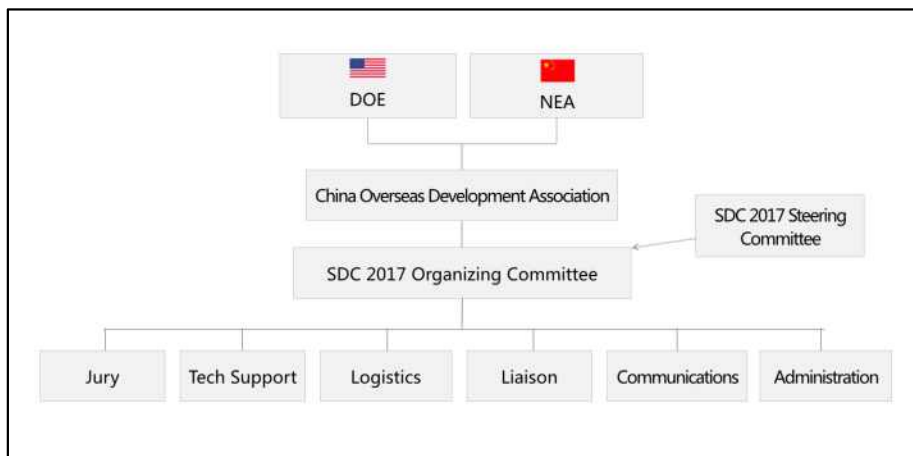 DOE
NEA
China Overseas Development Association
SDC 2017 Steering
Committee
SDC 2017 Organizing Committee
Jury
Tech Support
Logistics
Liaison
Communications
Administration